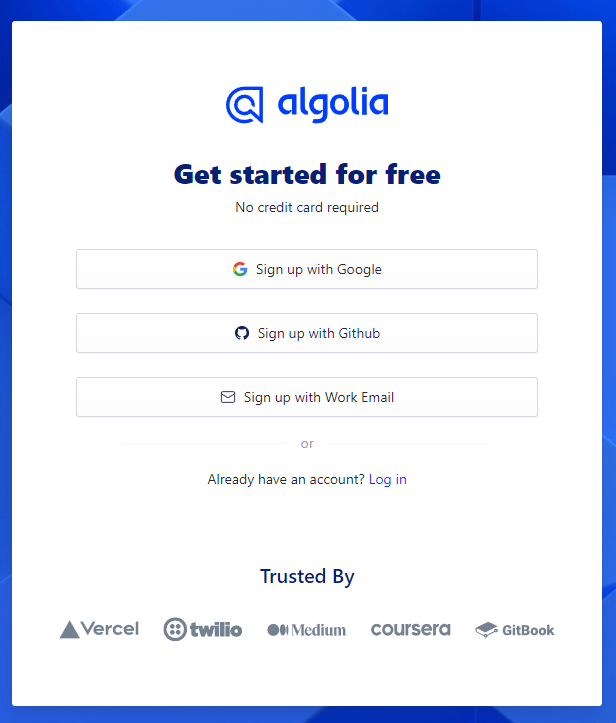 algolia
Get started for free
No credit card required
Sign up with Google
Sign up with Github
Sign up with Work Email
or
Already have an account? Log in
Trusted By
Vercel twilio Medium coursera GitBook